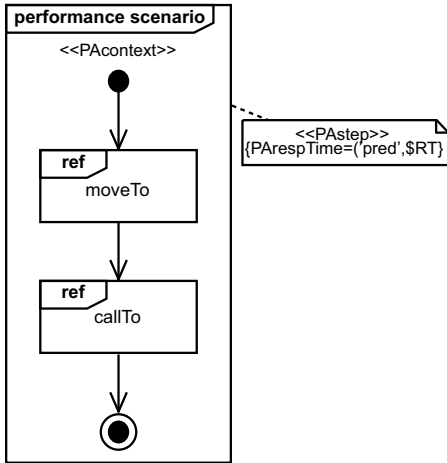 performance scenario
<<PAcontext>>
<<PAstep>>
{PArespTime=('pred',$RT}
ref
moveTo
ref
callTo